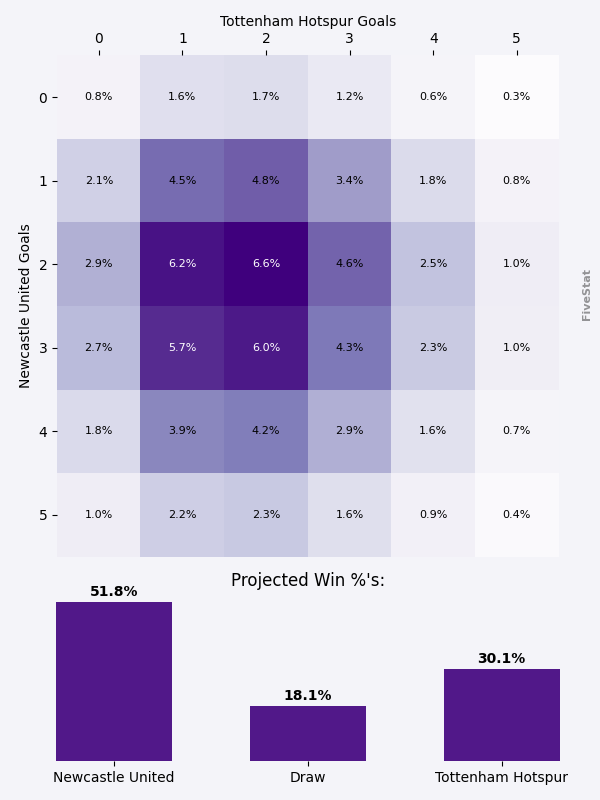 Tottenham Hotspur Goals
0 1 2 3 4 5
0 0.8% 1.6% 1.7% 1.2% 0.6% 0.3%
1 2.1% 4.5% 4.8% 3.4% 1.8% 0.8%
2 2.9% 6.2% 6.6% 4.6% 2.5% 1.0%
3 2.7% 5.7% 6.0% 4.3% 2.3% 1.0%
4 1.8% 3.9% 4.2% 2.9% 1.6% 0.7%
5 1.0% 2.2% 2.3% 1.6% 0.9% 0.4%
Newcastle United Goals
FiveStat
Projected Win %'s:
51.8% 18.1% 30.1%
Newcastle United Draw Tottenham Hotspur